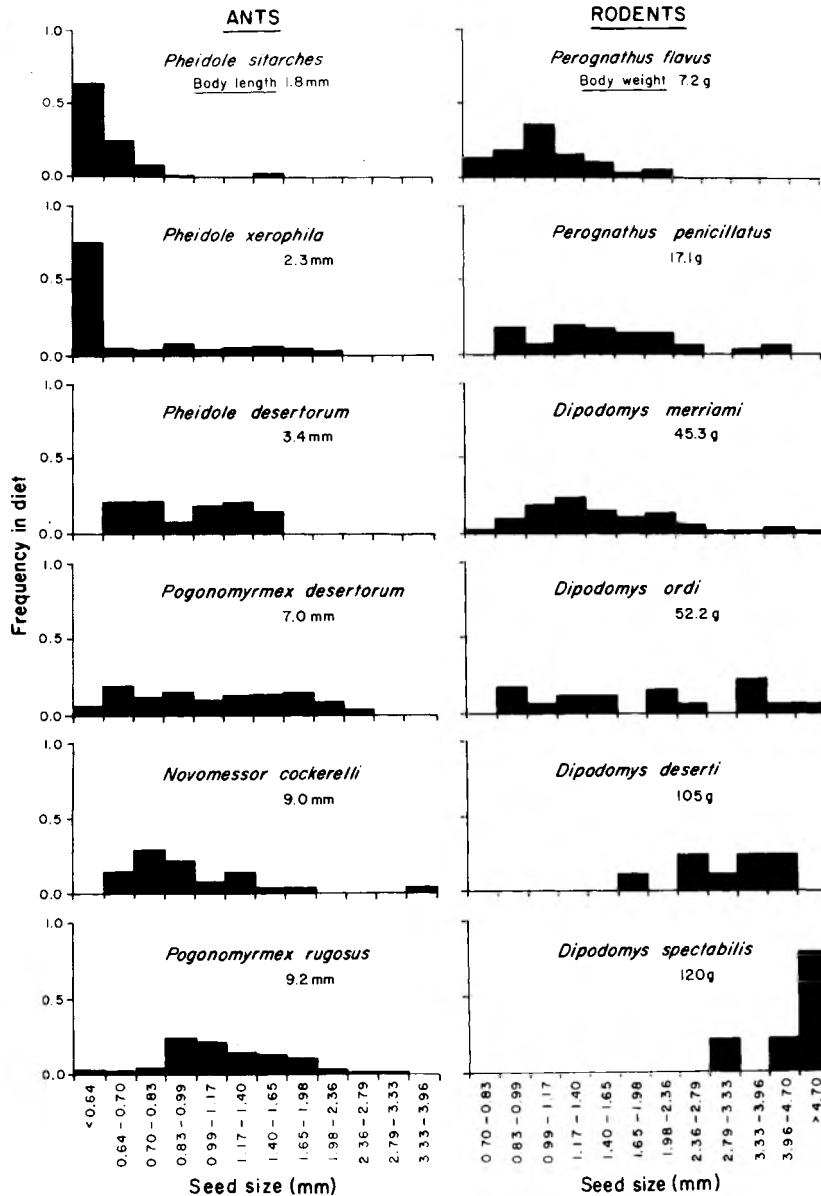 ANTS
RODENTS
Pheidole sitarches
Body length 1.8 mm
Perognathus flavus
Body weight 7.2 g
1.0
0.5
0.0
Pheidole xerophila
2.3 mm
Perognathus penicillatus
17.1 g
1.0
0.5
0.0
Pheidole desertorum
3.4 mm
Dipodomys merriami
45.3 g
1.0
0.5
0.0
Frequency in diet
Pogonomyrmex desertorum
7.0 mm
Dipodomys ordi
52.2 g
1.0
0.5
0.0
Novomessor cockerelli
9.0 mm
Dipodomys deserti
105 g
1.0
0.5
0.0
Pogonomyrmex rugosus
9.2 mm
Dipodomys spectabilis
120 g
1.0
0.5
0.0
< 0.64
0.64 - 0.70
0.70 - 0.83
0.83 - 0.99
0.99 - 1.17
1.17 - 1.40
1.40 - 1.65
1.65 - 1.98
1.98 - 2.36
2.36 - 2.79
2.79 - 3.33
3.33 - 3.96
Seed size (mm)
0.70 - 0.83
0.83 - 0.99
0.99 - 1.17
1.17 - 1.40
1.40 - 1.65
1.65 - 1.98
1.98 - 2.36
2.36 - 2.79
2.79 - 3.33
3.33 - 3.96
3.96 - 4.70
> 4.70
Seed size (mm)